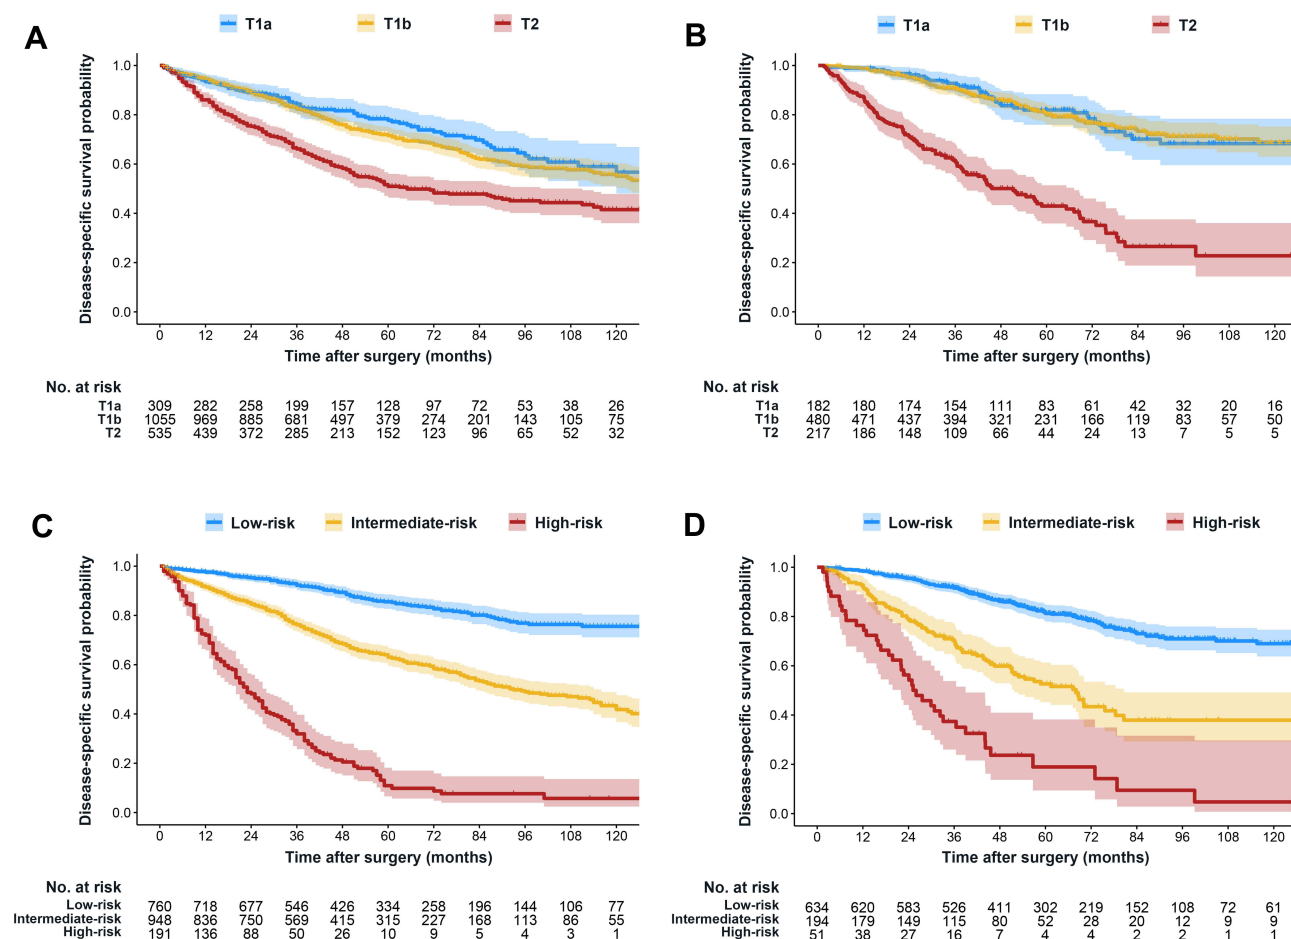 A
T1a T1b T2
Disease-specific survival probability
1.0
0.8
0.6
0.4
0.2
0.0
0 12 24 36 48 60 72 84 96 108 120
Time after surgery (months)
No. at risk
T1a 309 282 258 199 157 128 97 72 53 38 26
T1b 1055 969 885 681 497 379 274 201 143 105 75
T2 535 439 372 285 213 152 123 96 65 52 32
B
T1a T1b T2
Disease-specific survival probability
1.0
0.8
0.6
0.4
0.2
0.0
0 12 24 36 48 60 72 84 96 108 120
Time after surgery (months)
No. at risk
T1a 182 180 174 154 111 83 61 42 32 20 16
T1b 480 471 437 394 321 231 166 119 83 57 50
T2 217 186 148 109 66 44 24 13 7 5 5
C
Low-risk Intermediate-risk High-risk
Disease-specific survival probability
1.0
0.8
0.6
0.4
0.2
0.0
0 12 24 36 48 60 72 84 96 108 120
Time after surgery (months)
No. at risk
Low-risk 760 718 677 546 426 334 258 196 144 106 77
Intermediate-risk 948 836 750 569 415 315 227 168 113 86 55
High-risk 191 136 88 50 26 10 9 5 4 3 1
D
Low-risk Intermediate-risk High-risk
Disease-specific survival probability
1.0
0.8
0.6
0.4
0.2
0.0
0 12 24 36 48 60 72 84 96 108 120
Time after surgery (months)
No. at risk
Low-risk 634 620 583 526 411 302 219 152 108 72 61
Intermediate-risk 194 179 149 115 80 52 28 20 12 9 9
High-risk 51 38 27 16 7 4 4 2 2 1 1